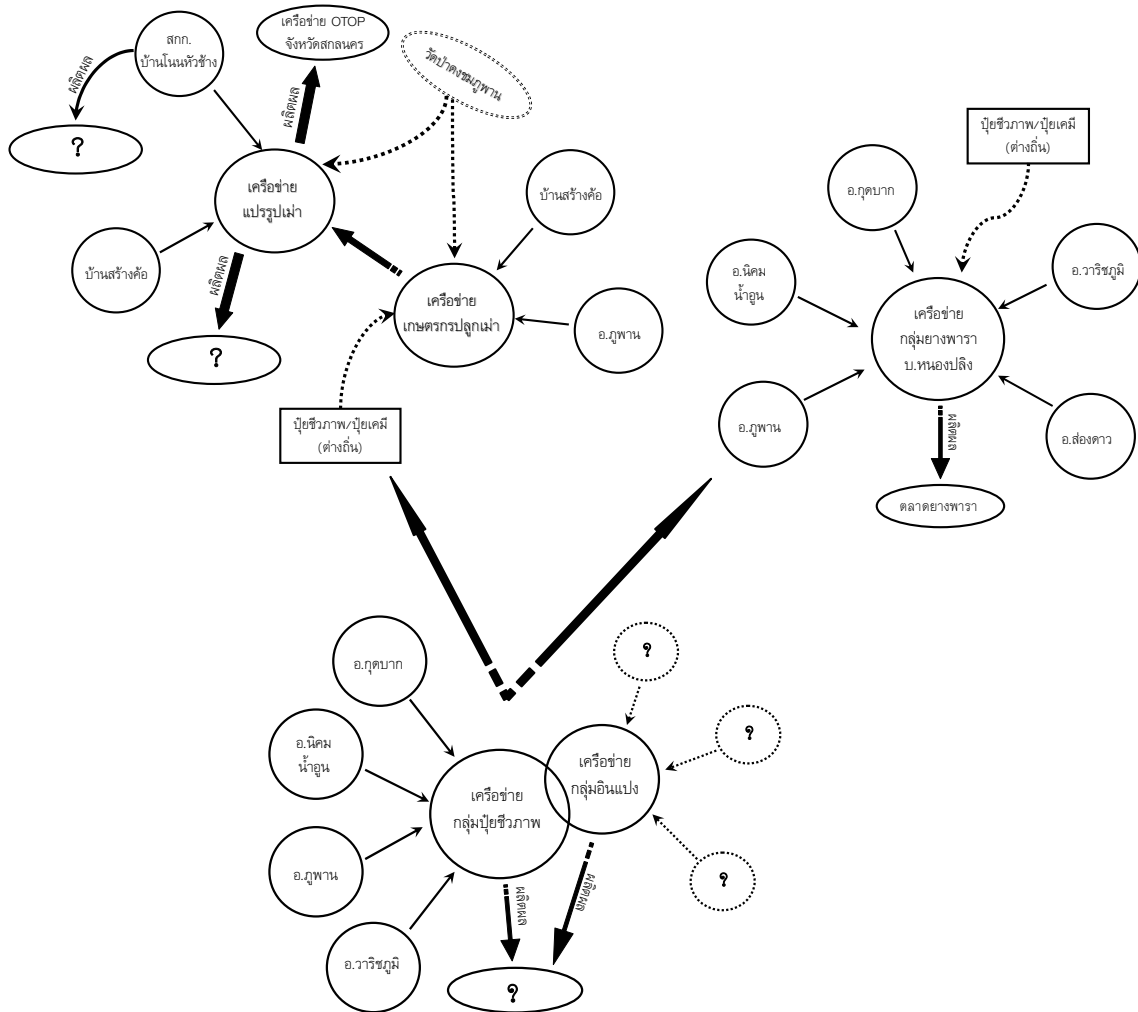 สกก.
บ้านโนนหัวช้าง
เครือข่าย OTOP
จังหวัดสกลนคร
วัดป่าดงชมภูพาน
ผลิตผล
ผลิตผล
?
เครือข่าย
แปรรูปเม่า
บ้านสร้างค้อ
บ้านสร้างค้อ
ผลิตผล
?
เครือข่าย
เกษตรกรปลูกเม่า
อ.ภูพาน
ปุ๋ยชีวภาพ/ปุ๋ยเคมี
(ต่างถิ่น)
ปุ๋ยชีวภาพ/ปุ๋ยเคมี
(ต่างถิ่น)
อ.กุดบาก
อ.นิคม
น้ำอูน
อ.วาริชภูมิ
เครือข่าย
กลุ่มยางพารา
บ.หนองปลิง
อ.ภูพาน
อ.ส่องดาว
ผลิตผล
ตลาดยางพารา
อ.กุดบาก
?
อ.นิคม
น้ำอูน
?
เครือข่าย
กลุ่มปุ๋ยชีวภาพ
เครือข่าย
กลุ่มอินแปง
อ.ภูพาน
?
ผลิตผล
ผลิตผล
อ.วาริชภูมิ
?